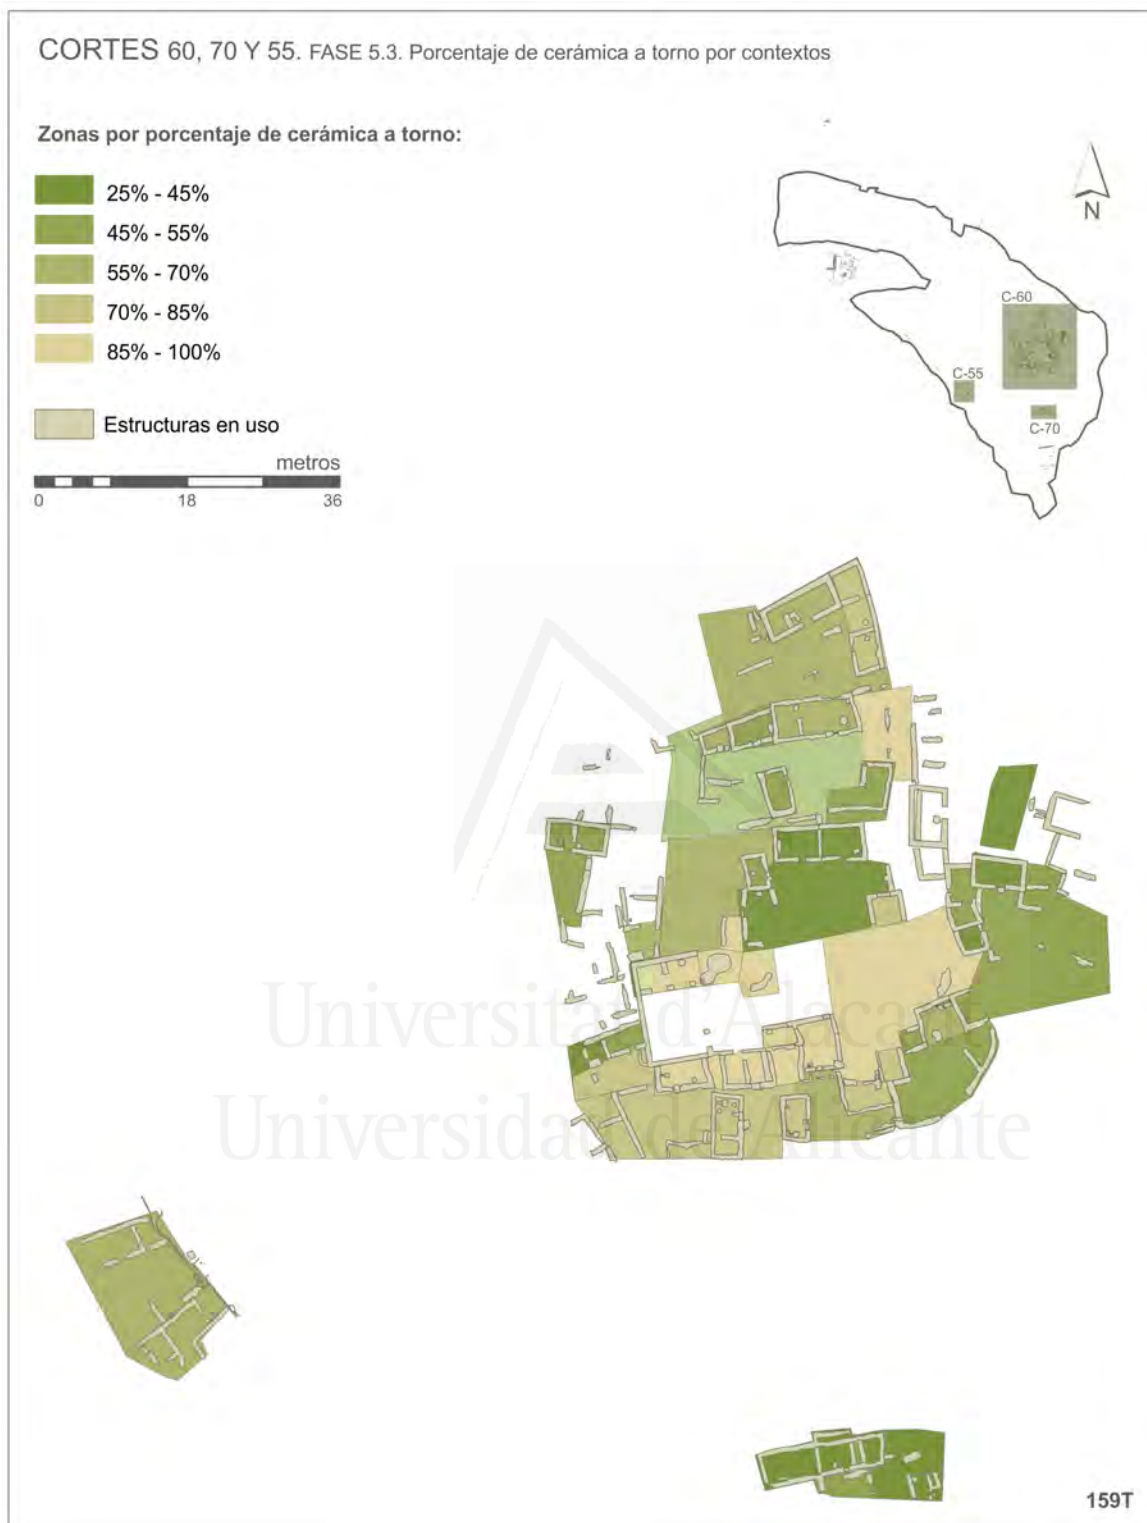 CORTES 60, 70 Y 55. FASE 5.3. Porcentaje de cerámica a torno por contextos
Zonas por porcentaje de cerámica a torno:
25% - 45%
45% - 55%
55% - 70%
70% - 85%
85% - 100%
Estructuras en uso
metros
0 18 36
N
C-60
C-55
C-70
Universitat d'Alacant
Universidad de Alicante
159T